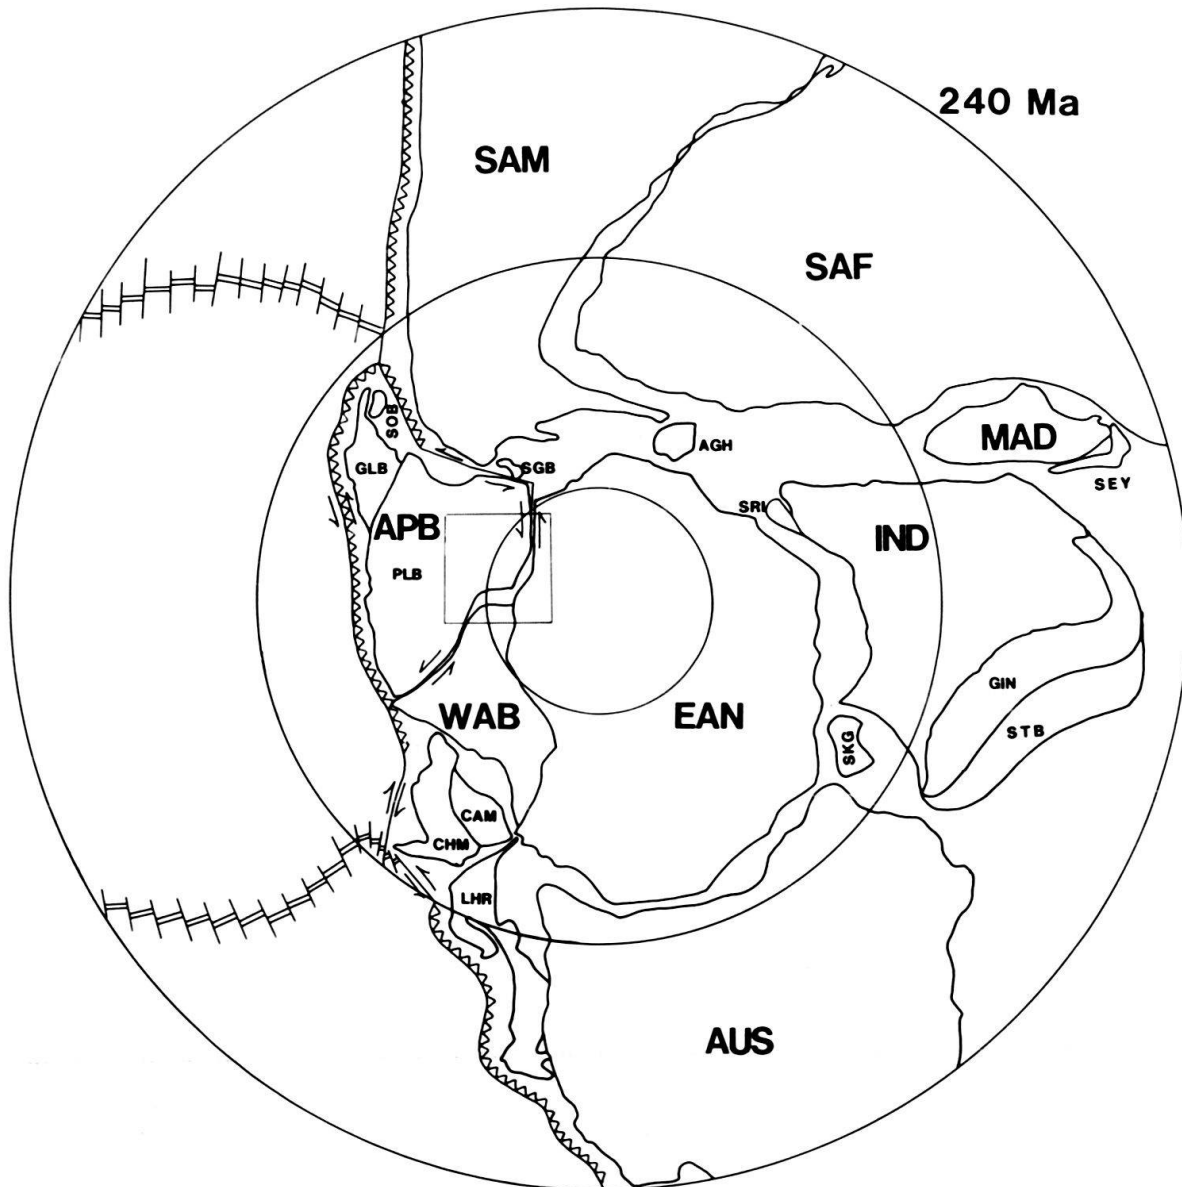 240 Ma
SAM
SAF
SOB
MAD
AGH
SGB
GLB
SEY
SRI
APB
IND
PLB
GIN
WAB
EAN
STB
SKG
CAM
CHM
LHR
AUS